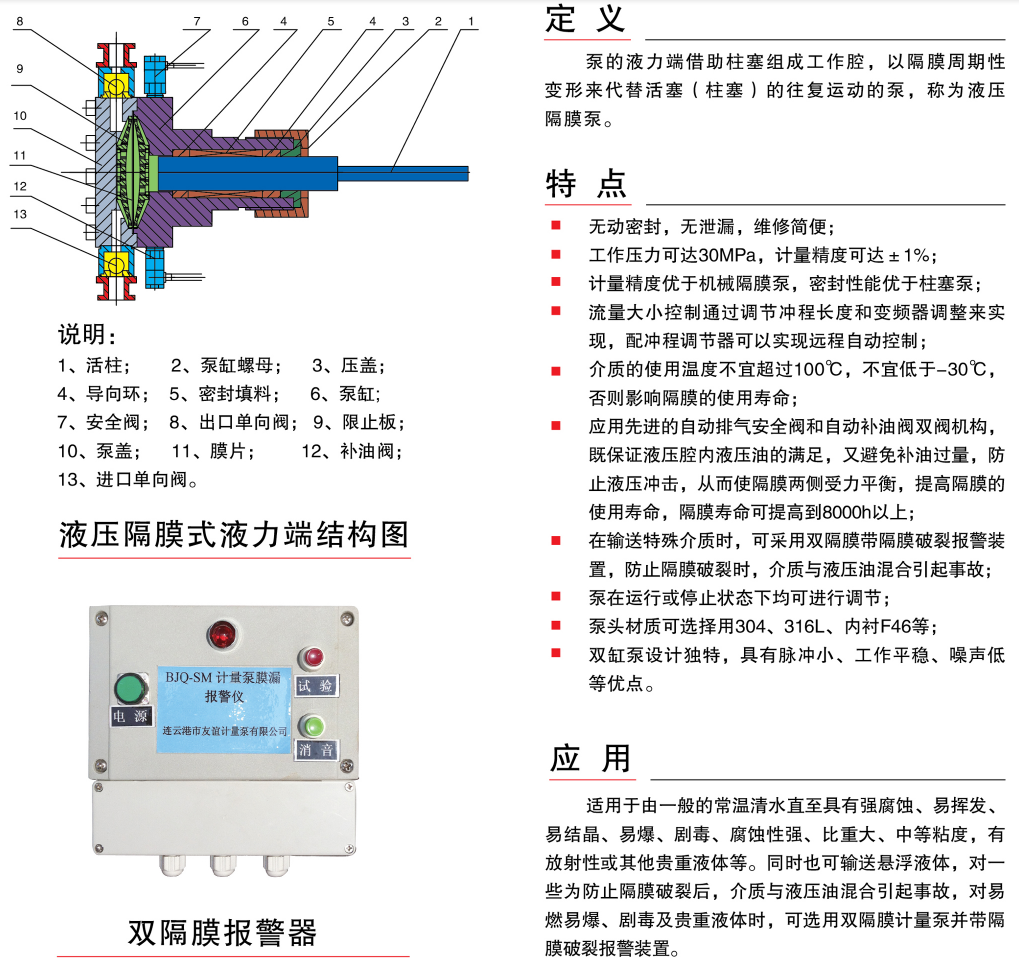 8
7
6
4
5
4
3
2
1
9
10
11
12
13
说明：
1、活柱；  2、泵缸螺母；  3、压盖；
4、导向环；  5、密封填料；  6、泵缸；
7、安全阀；  8、出口单向阀；  9、限止板；
10、泵盖；  11、膜片；  12、补油阀；
13、进口单向阀。
液压隔膜式液力端结构图
BJQ-SM 计量泵膜漏
报警仪
连云港市友谊计量泵有限公司
电 源
试 验
消 音
双隔膜报警器
定 义
泵的液力端借助柱塞组成工作腔，以隔膜周期性
变形来代替活塞（柱塞）的往复运动的泵，称为液压
隔膜泵。
特 点
无动密封，无泄漏，维修简便；
工作压力可达30MPa，计量精度可达±1%；
计量精度优于机械隔膜泵，密封性能优于柱塞泵；
流量大小控制通过调节冲程长度和变频器调整来实
现，配冲程调节器可以实现远程自动控制；
介质的使用温度不宜超过100℃，不宜低于-30℃，
否则影响隔膜的使用寿命；
应用先进的自动排气安全阀和自动补油阀双阀机构，
既保证液压腔内液压油的满足，又避免补油过量，防
止液压冲击，从而使隔膜两侧受力平衡，提高隔膜的
使用寿命，隔膜寿命可提高到8000h以上；
在输送特殊介质时，可采用双隔膜带隔膜破裂报警装
置，防止隔膜破裂时，介质与液压油混合引起事故；
泵在运行或停止状态下均可进行调节；
泵头材质可选择用304、316L、内衬F46等；
双缸泵设计独特，具有脉冲小、工作平稳、噪声低
等优点。
应 用
适用于由一般的常温清水直至具有强腐蚀、易挥发、
易结晶、易爆、剧毒、腐蚀性强、比重大、中等粘度，有
放射性或其他贵重液体等。同时也可输送悬浮液体，对一
些为防止隔膜破裂后，介质与液压油混合引起事故，对易
燃易爆、剧毒及贵重液体时，可选用双隔膜计量泵并带隔
膜破裂报警装置。